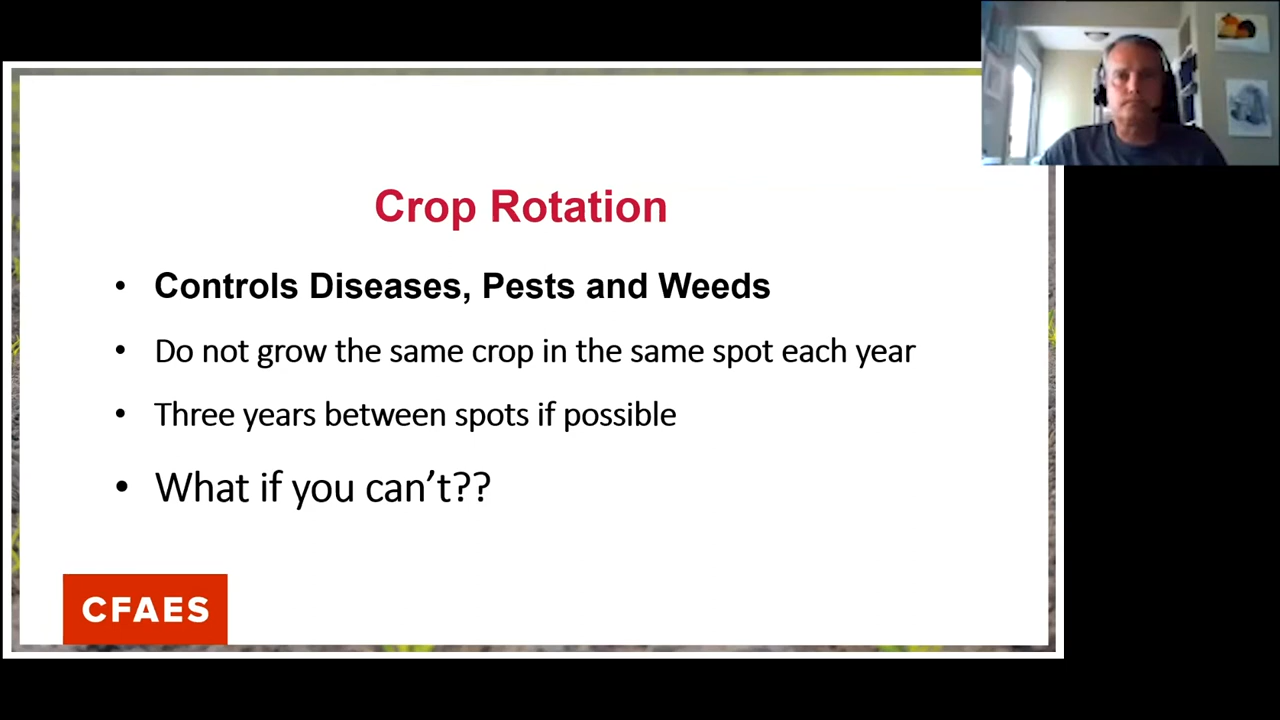 Crop Rotation
• Controls Diseases, Pests and Weeds
• Do not grow the same crop in the same spot each year
• Three years between spots if possible
• What if you can’t??
CFAES